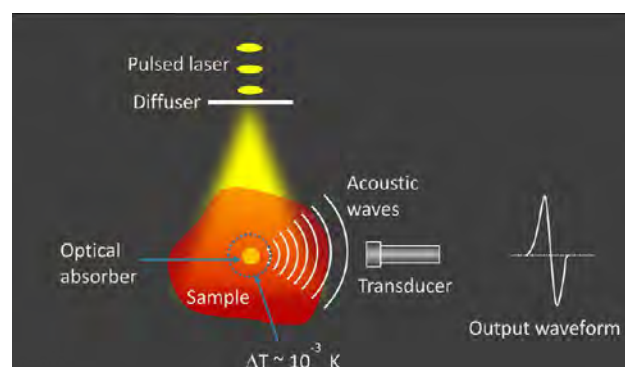 Pulsed laser
Diffuser
Acoustic
waves
Optical
absorber
Sample
Transducer
Output waveform
ΔT ~ 10⁻³ K